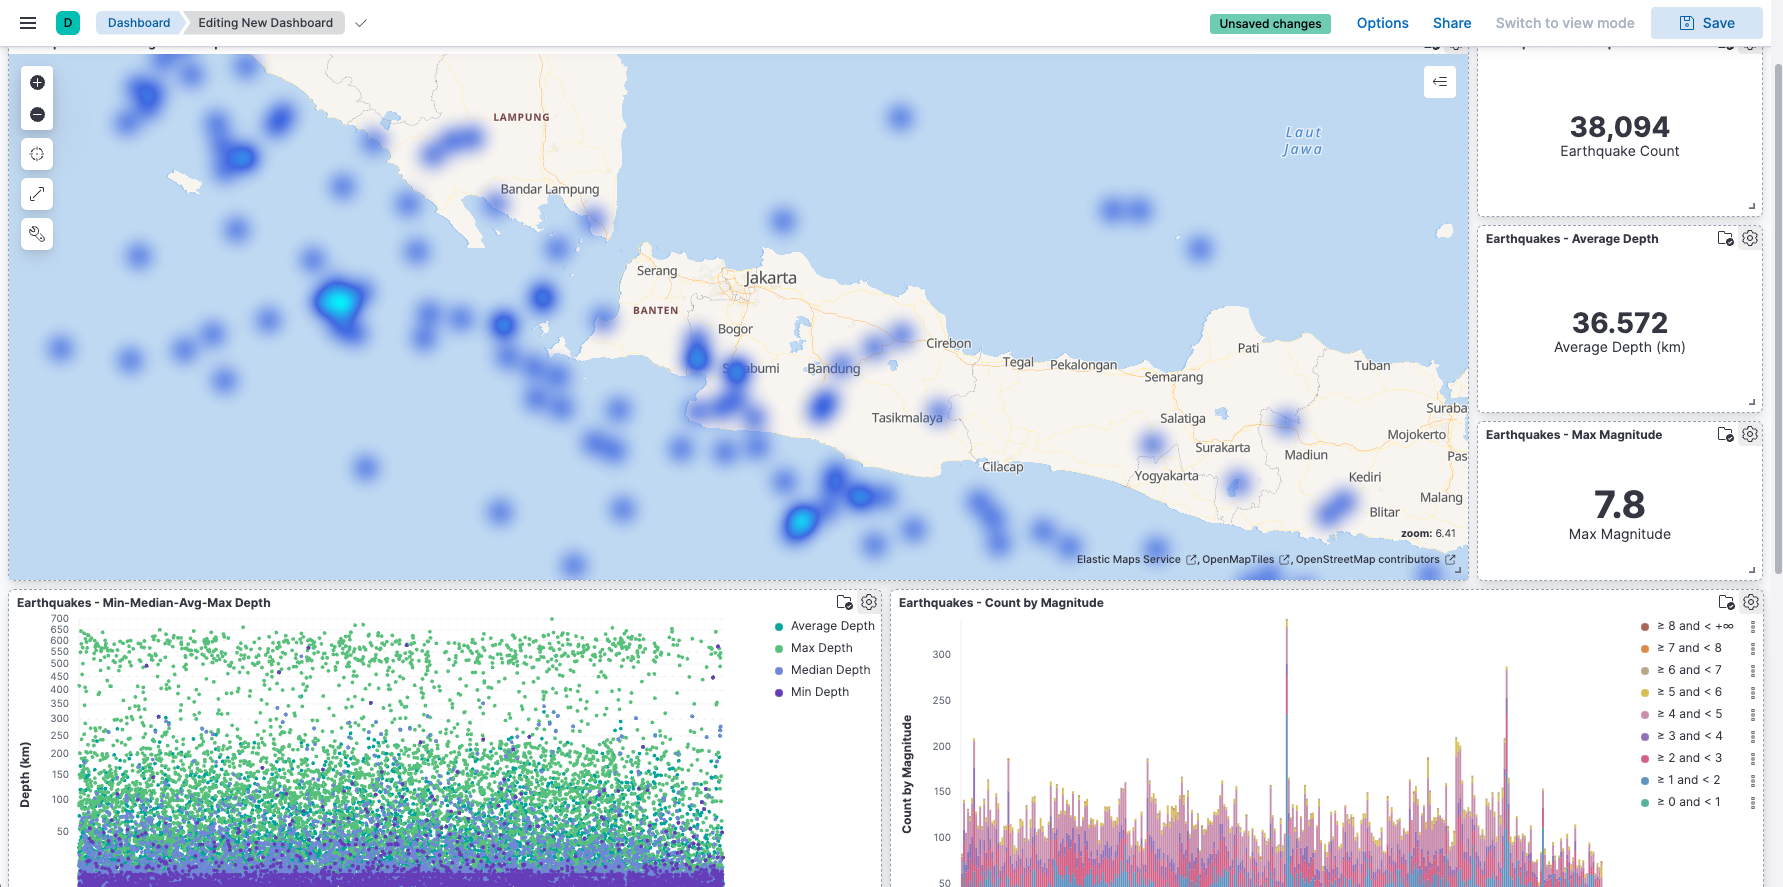 D
Dashboard
Editing New Dashboard
Unsaved changes
Options
Share
Switch to view mode
Save
LAMPUNG
Bandar Lampung
Laut
Jawa
Serang
Jakarta
BANTEN
Bogor
Bandung
Cirebon
Tegal
Pekalongan
Semarang
Pati
Tuban
Tasikmalaya
Salatiga
Suraba
Mojokerto
Surakarta
Madiun
Pas
Cilacap
Yogyakarta
Kediri
Malang
Blitar
zoom: 6.41
Elastic Maps Service , OpenMapTiles , OpenStreetMap contributors
38,094
Earthquake Count
Earthquakes - Average Depth
36.572
Average Depth (km)
Earthquakes - Max Magnitude
7.8
Max Magnitude
Earthquakes - Min-Median-Avg-Max Depth
700
650
600
550
500
450
400
350
300
250
200
150
100
50
Depth (km)
Average Depth
Max Depth
Median Depth
Min Depth
Earthquakes - Count by Magnitude
300
250
200
150
100
50
Count by Magnitude
≥ 8 and < +∞
≥ 7 and < 8
≥ 6 and < 7
≥ 5 and < 6
≥ 4 and < 5
≥ 3 and < 4
≥ 2 and < 3
≥ 1 and < 2
≥ 0 and < 1